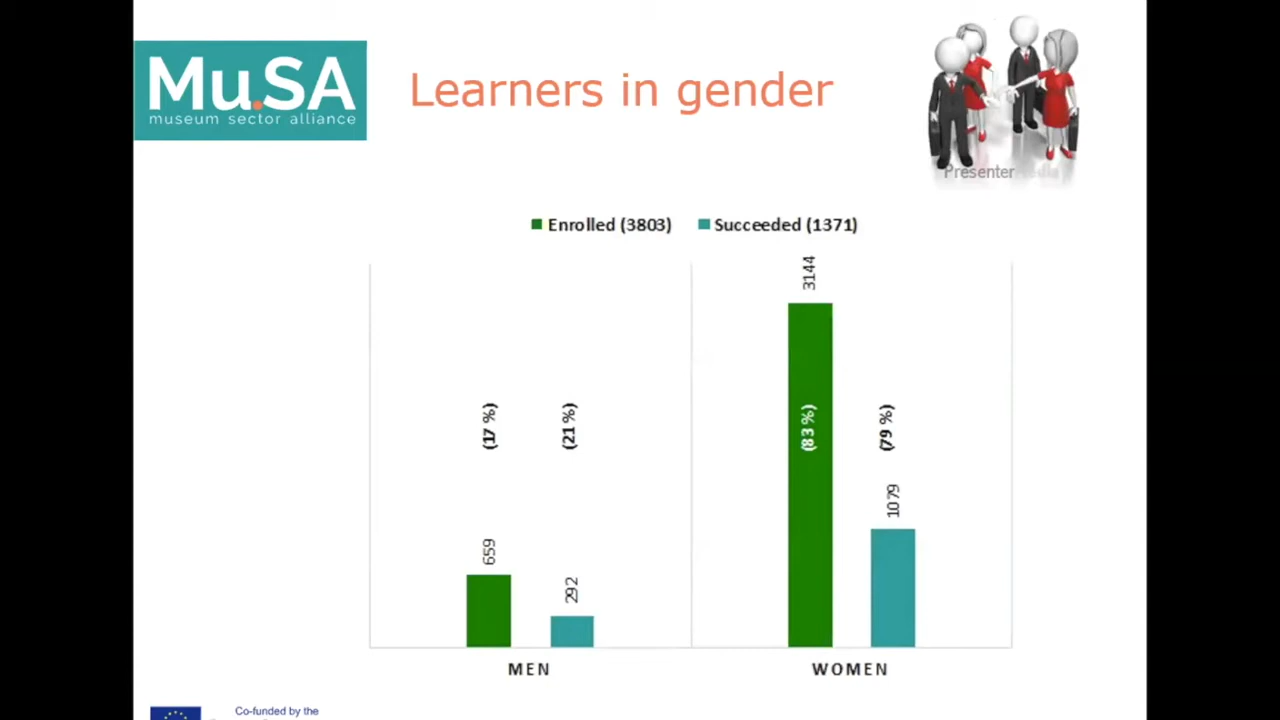 Mu.SA
museum sector alliance
Learners in gender
Presenter Media
Enrolled (3803) Succeeded (1371)
3144
(17 %) (21 %) (83 %) (79 %)
1079
659
292
MEN WOMEN
Co-funded by the